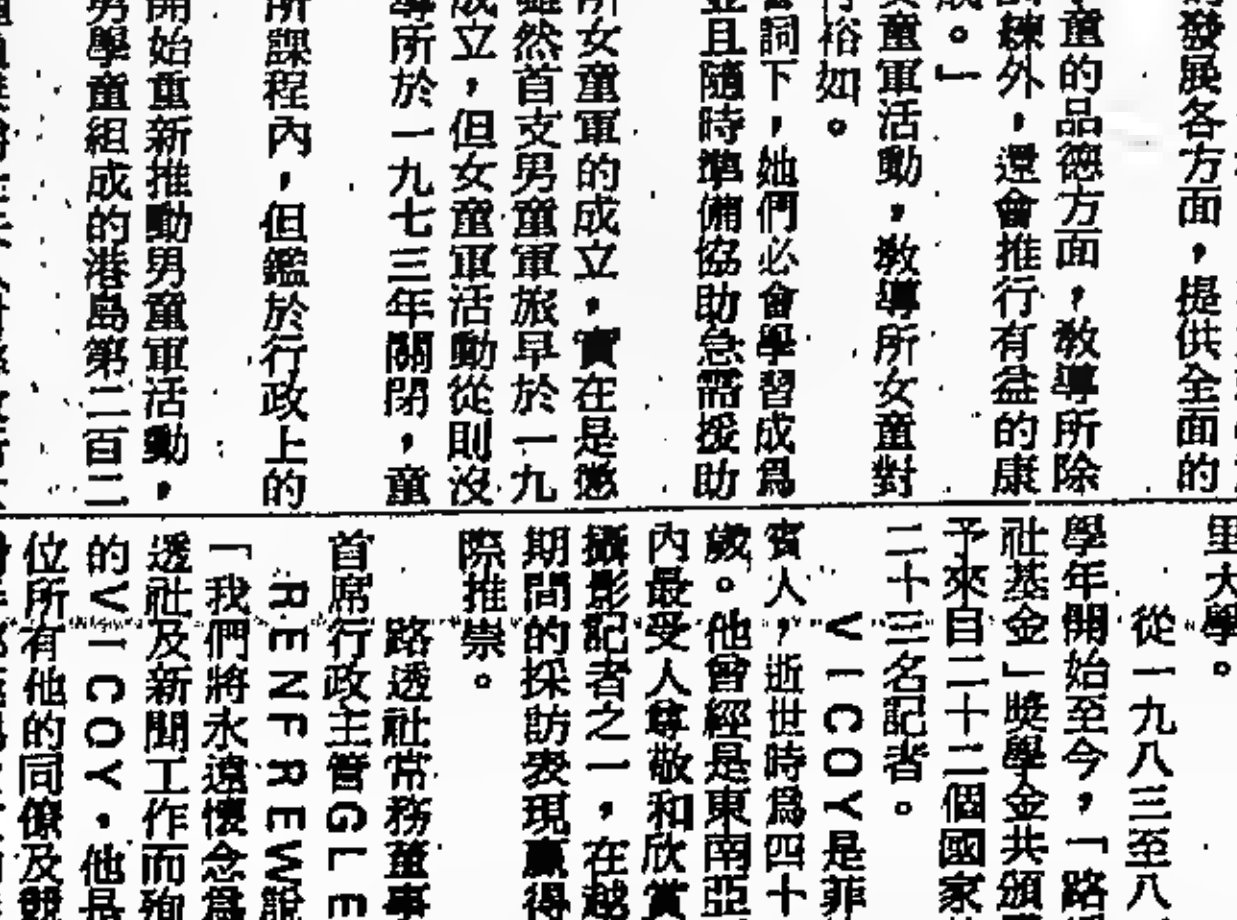 發展各方面，提供全面的
童的品德方面，教導所除
練外，還會推行有益的康
。」
童軍活動，教導所女童對
裕如。
詞下，她們必會學習成爲
並且隨時準備協助急需援助
所女童軍的成立，實在是懲
雖然首支男童軍旅早於一九
成立，但女童軍活動從則沒
導所於一九七三年關閉，童
所課程內，但鑑於行政上的
開始重新推動男童軍活動，
男學童組成的港島第二百二
里大學。
從一九八三至八
學年開始至今，「路
社基金」獎學金共頒
予來自二十二個國家
二十三名記者。
VICOY是菲
賓人，逝世時爲四十
歲。他曾經是東南亞
內最受人尊敬和欣賞
攝影記者之一，在越
期間的採訪表現贏得
際推崇。
路透社常務董事
首席行政主管GLE
RENFREW說
「我們將永遠懷念爲
透社及新聞工作而殉
的VICOY。他是
位所有他的同僚及競